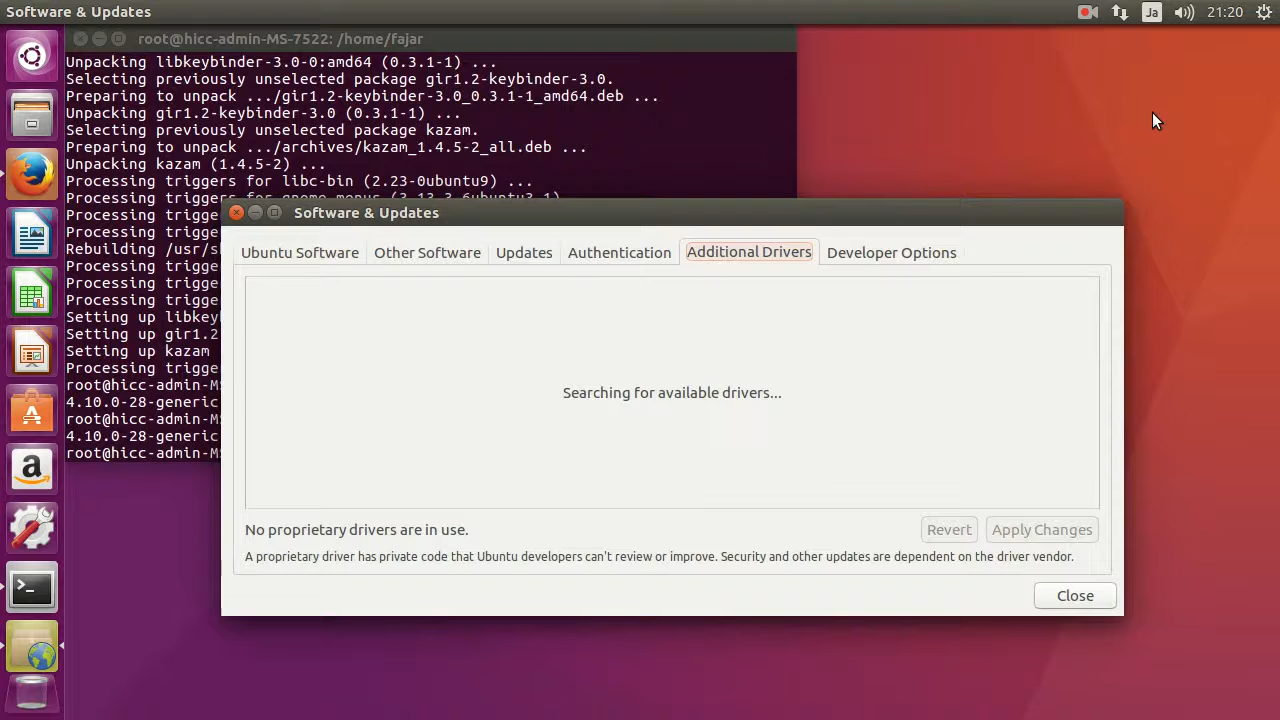 Software & Updates
Ja
21:20
root@hicc-admin-MS-7522: /home/fajar
Unpacking libkeybinder-3.0-0:amd64 (0.3.1-1) ...
Selecting previously unselected package gir1.2-keybinder-3.0.
Preparing to unpack .../gir1.2-keybinder-3.0_0.3.1-1_amd64.deb ...
Unpacking gir1.2-keybinder-3.0 (0.3.1-1) ...
Selecting previously unselected package kazam.
Preparing to unpack .../archives/kazam_1.4.5-2_all.deb ...
Unpacking kazam (1.4.5-2) ...
Processing triggers for libc-bin (2.23-0ubuntu9) ...
Processing triggers for gnome-menus (3.13.3-6ubuntu3.1) ...
Processing trigge
Processing trigge
Rebuilding /usr/s
Processing trigge
Processing trigge
Processing trigge
Setting up libkey
Setting up gir1.2
Setting up kazam
Processing trigge
root@hicc-admin-M
4.10.0-28-generic
root@hicc-admin-M
4.10.0-28-generic
root@hicc-admin-M
Software & Updates
Ubuntu Software Other Software Updates Authentication Additional Drivers Developer Options
Searching for available drivers...
No proprietary drivers are in use.
Revert Apply Changes
A proprietary driver has private code that Ubuntu developers can't review or improve. Security and other updates are dependent on the driver vendor.
Close